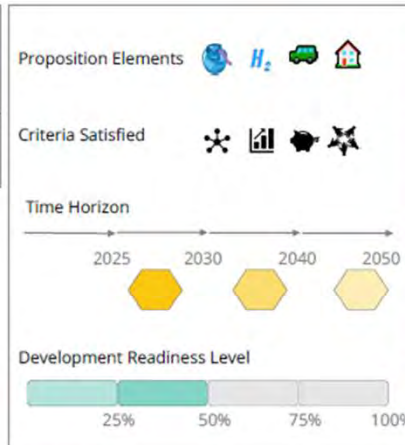 Proposition Elements H₂
Criteria Satisfied
Time Horizon
2025 2030 2040 2050
Development Readiness Level
25% 50% 75% 100%